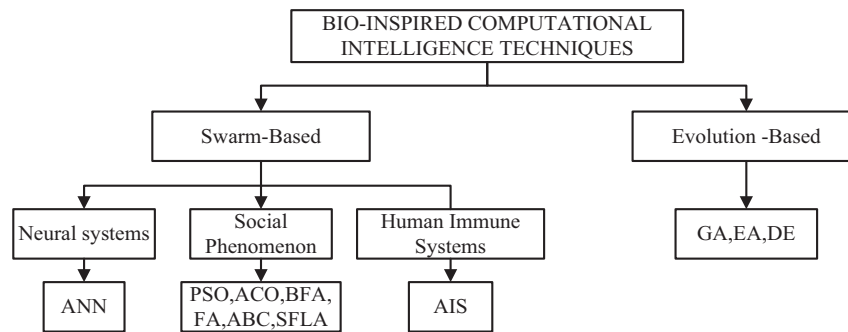 BIO-INSPIRED COMPUTATIONAL
INTELLIGENCE TECHNIQUES
Swarm-Based
Evolution -Based
Neural systems
Social
Phenomenon
Human Immune
Systems
GA,EA,DE
ANN
PSO,ACO,BFA,
FA,ABC,SFLA
AIS